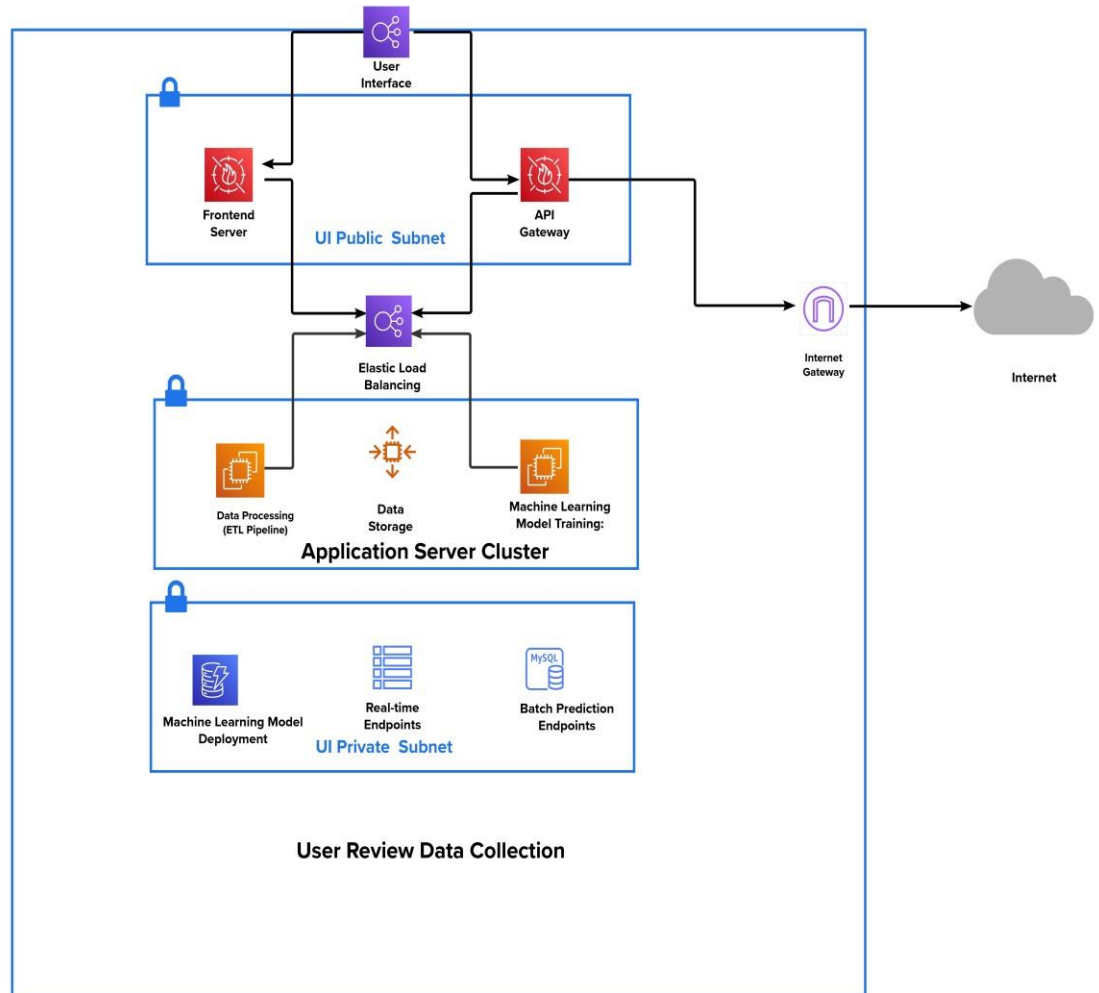 User
Interface
Frontend
Server
API
Gateway
UI Public Subnet
Elastic Load
Balancing
Internet
Gateway
Internet
Data Processing
(ETL Pipeline)
Data
Storage
Machine Learning
Model Training:
Application Server Cluster
Machine Learning Model
Deployment
Real-time
Endpoints
MySQL
Batch Prediction
Endpoints
UI Private Subnet
User Review Data Collection